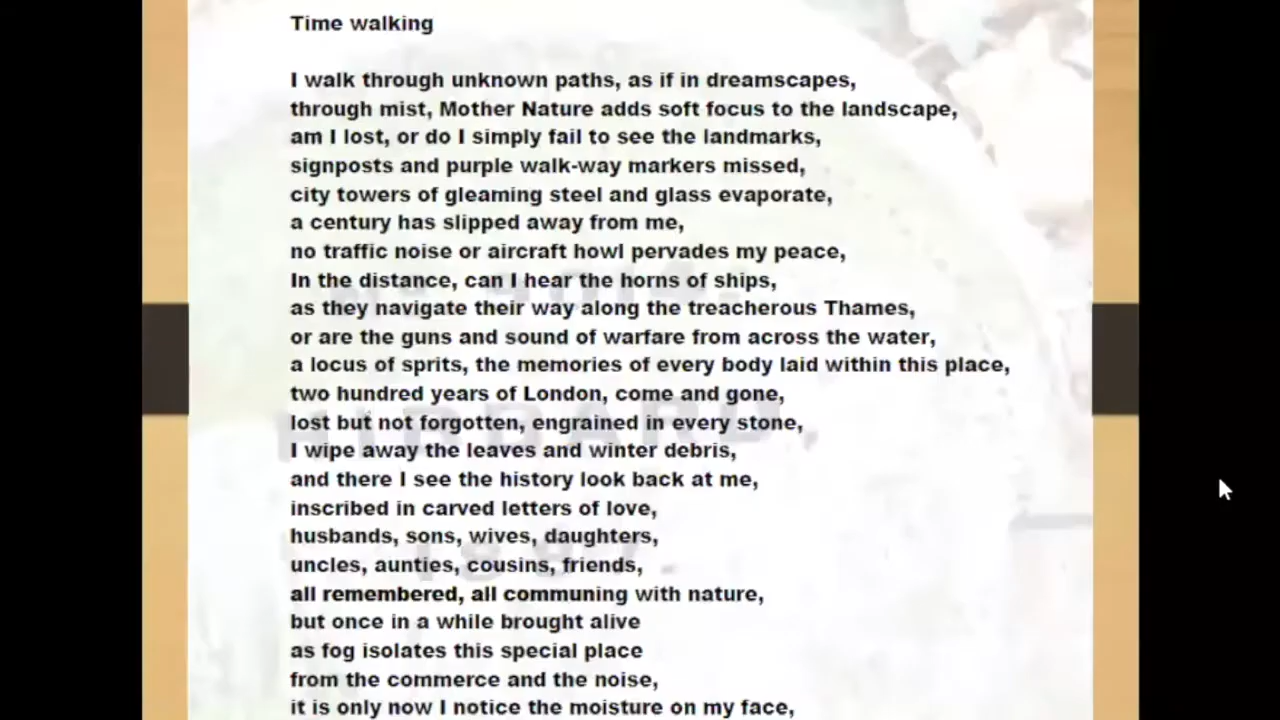 Time walking
I walk through unknown paths, as if in dreamscapes,
through mist, Mother Nature adds soft focus to the landscape,
am I lost, or do I simply fail to see the landmarks,
signposts and purple walk-way markers missed,
city towers of gleaming steel and glass evaporate,
a century has slipped away from me,
no traffic noise or aircraft howl pervades my peace,
In the distance, can I hear the horns of ships,
as they navigate their way along the treacherous Thames,
or are the guns and sound of warfare from across the water,
a locus of sprits, the memories of every body laid within this place,
two hundred years of London, come and gone,
lost but not forgotten, engrained in every stone,
I wipe away the leaves and winter debris,
and there I see the history look back at me,
inscribed in carved letters of love,
husbands, sons, wives, daughters,
uncles, aunties, cousins, friends,
all remembered, all communing with nature,
but once in a while brought alive
as fog isolates this special place
from the commerce and the noise,
it is only now I notice the moisture on my face,